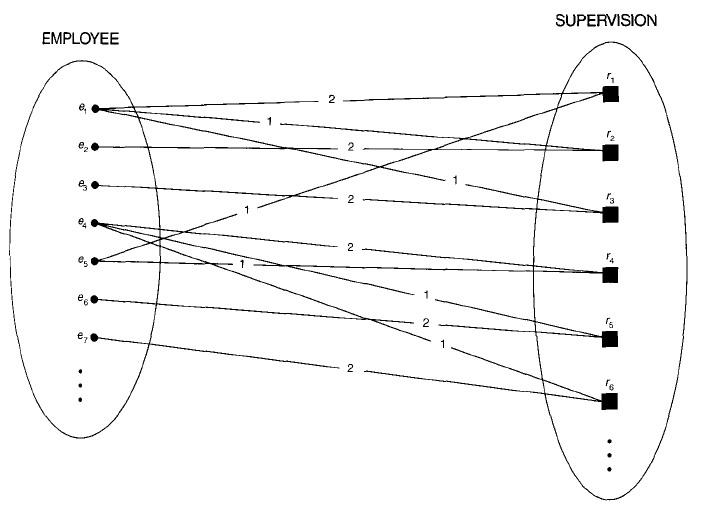 SUPERVISION
EMPLOYEE
r1
e1
2
1
r2
e2
2
e3
1
r3
2
1
e4
2
r4
e5
1
1
r5
e6
2
1
e7
2
r6